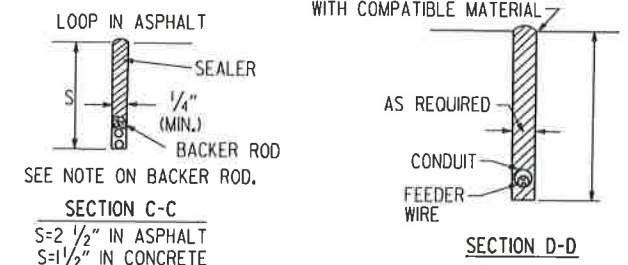 LOOP IN ASPHALT
SEALER
S
1/4"
(MIN.)
BACKER ROD
SEE NOTE ON BACKER ROD.
SECTION C-C
S=2 1/2" IN ASPHALT
S=1 1/2" IN CONCRETE
WITH COMPATIBLE MATERIAL
AS REQUIRED
CONDUIT
FEEDER
WIRE
SECTION D-D